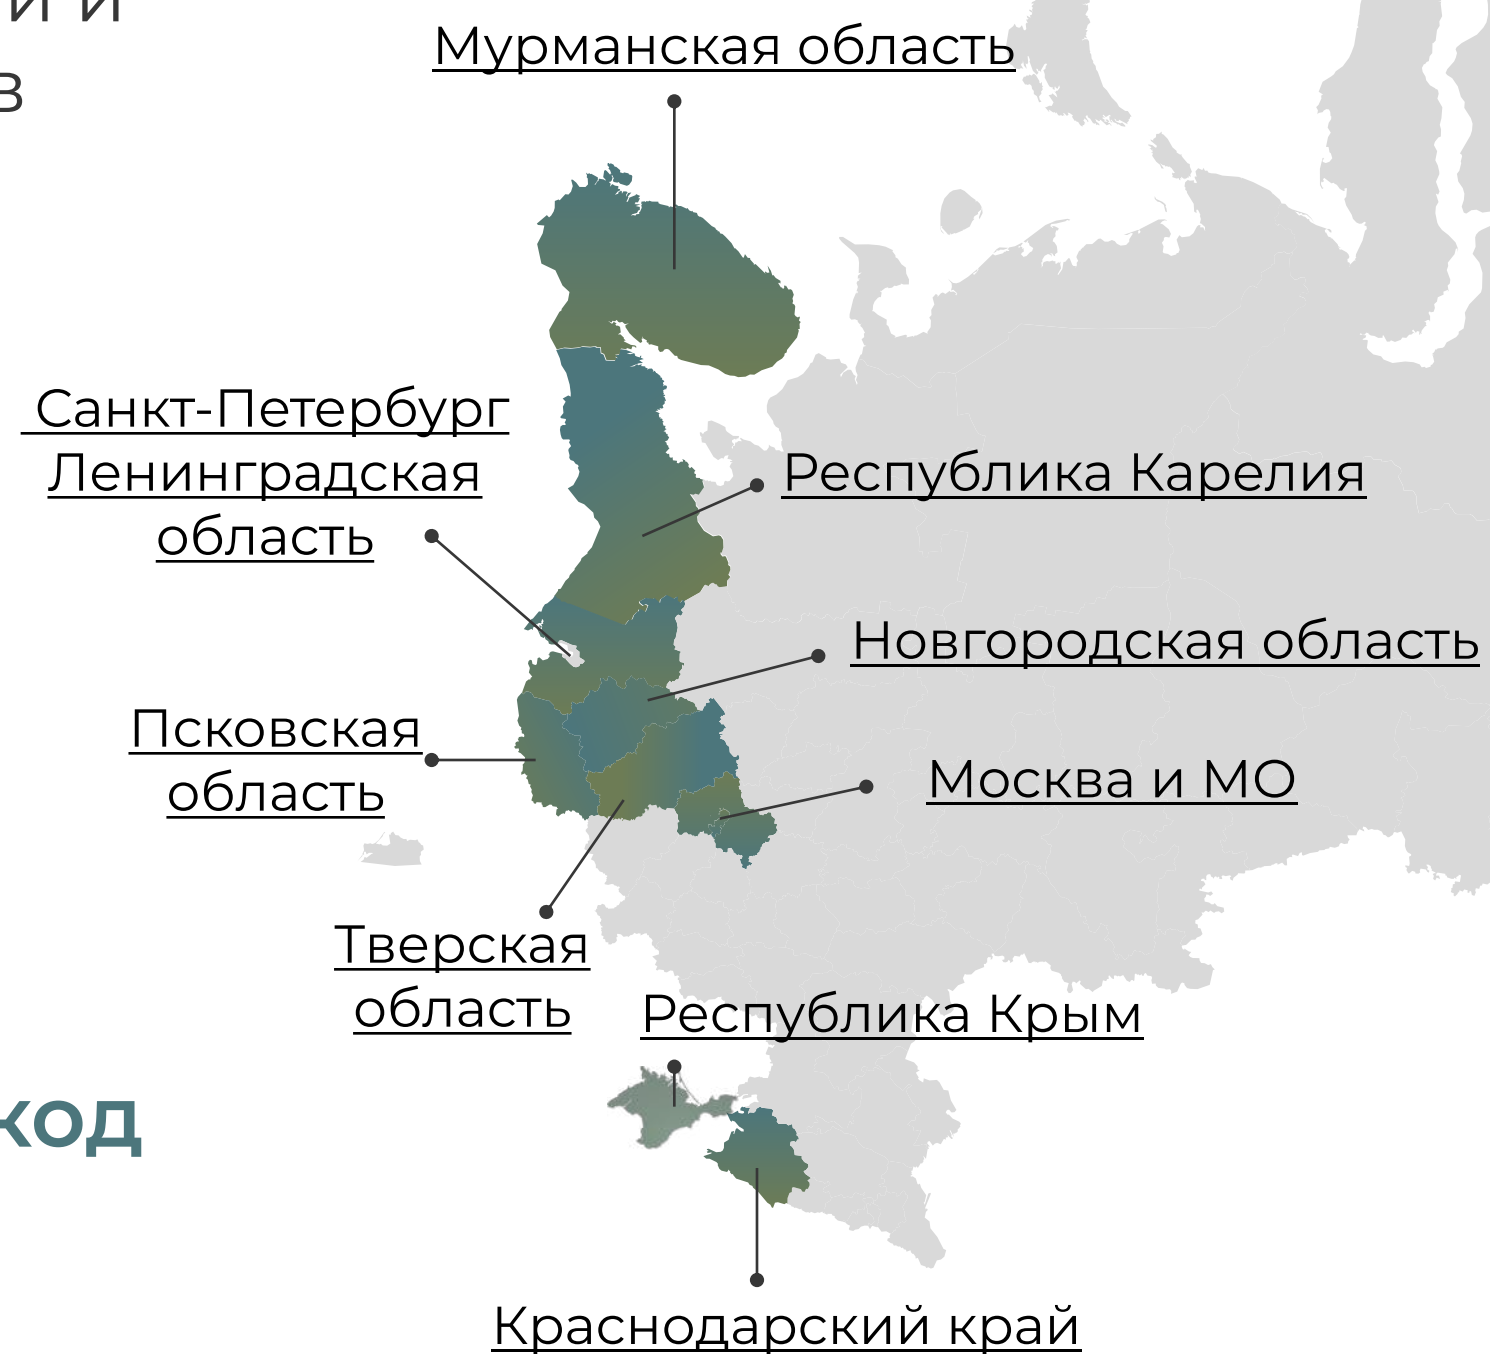 и и
в
Мурманская область
Санкт-Петербург
Ленинградская
область
Республика Карелия
Новгородская область
Псковская
область
Москва и МО
Тверская
область
Республика Крым
ход
Краснодарский край